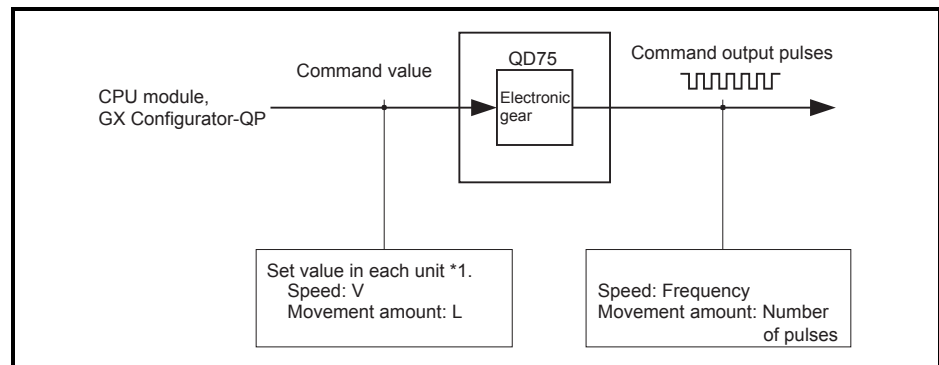 QD75
Command output pulses
Command value
Electronic
gear
CPU module,
GX Configurator-QP
Set value in each unit *1.
Speed: V
Movement amount: L
Speed: Frequency
Movement amount: Number
of pulses